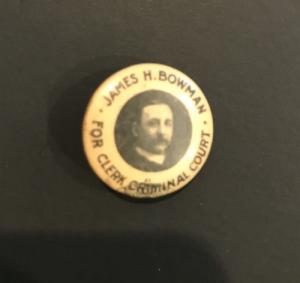 · JAMES H. BOWMAN ·
FOR CLERK, CRIMINAL COURT